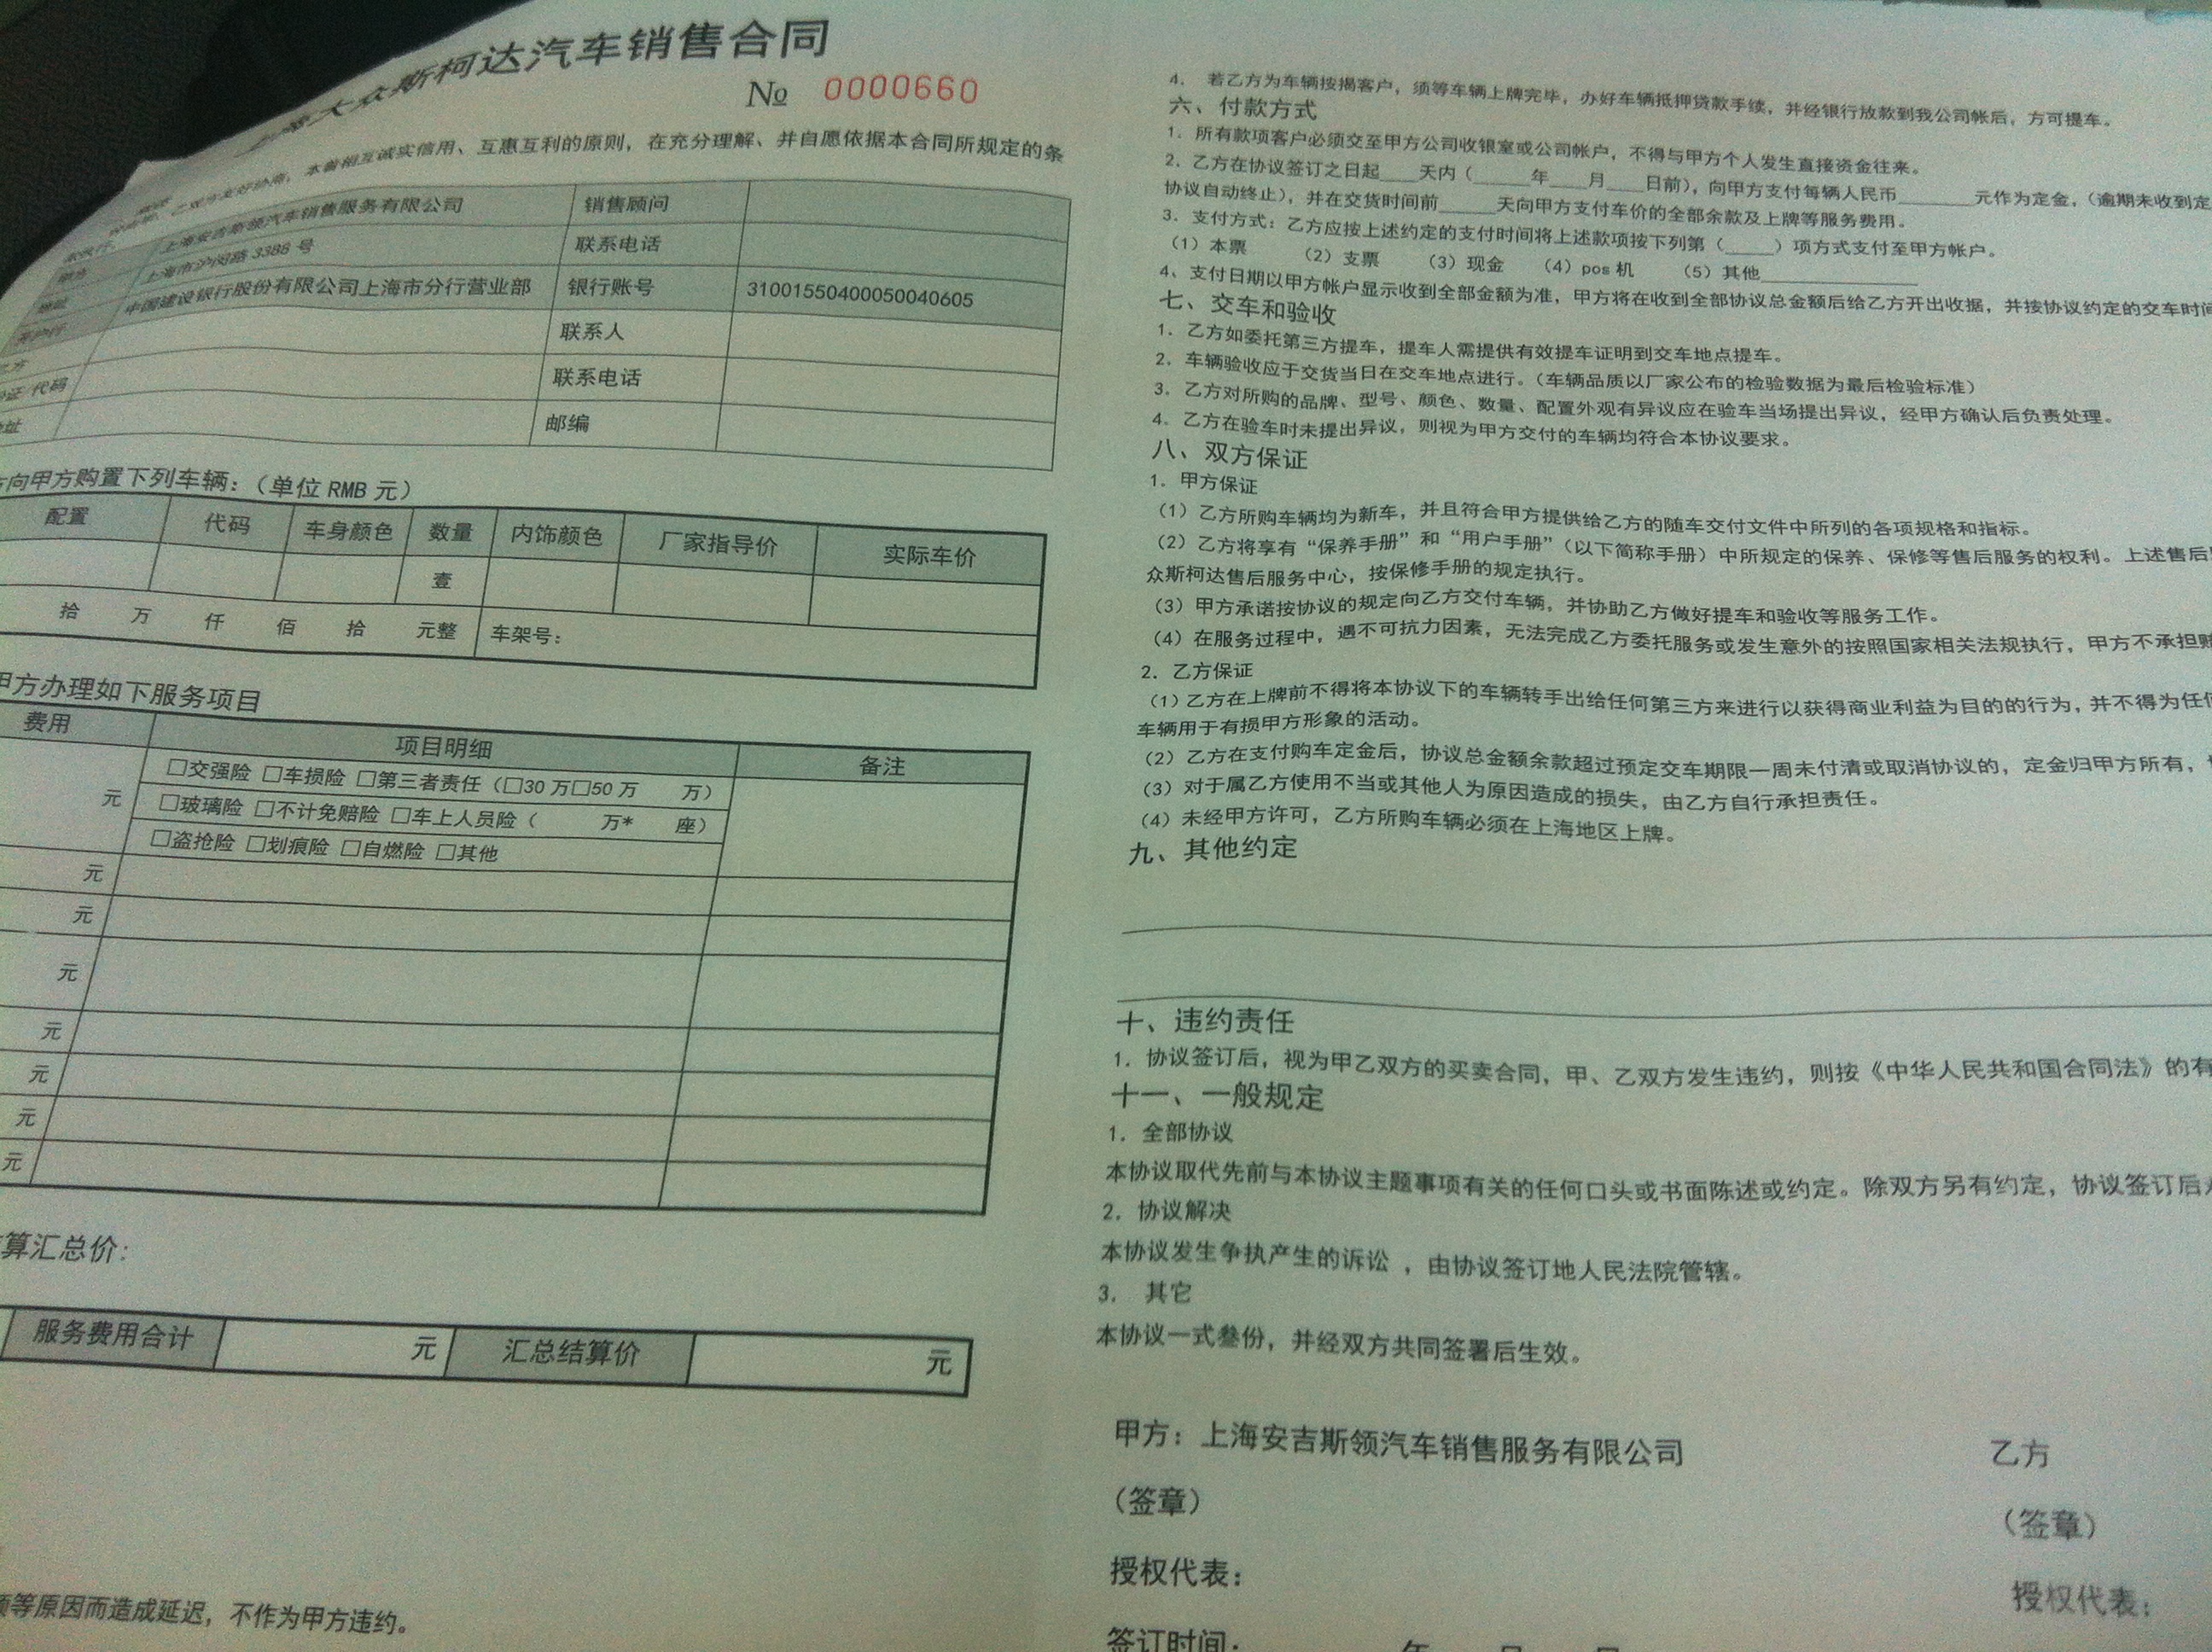 上海大众斯柯达汽车销售合同
№ 0000660
本着相互诚实信用、互惠互利的原则，在充分理解、并自愿依据本合同所规定的条
甲方 上海安吉斯领汽车销售服务有限公司 销售顾问
地址 上海市沪闵路 3388 号 联系电话
开户行 中国建设银行股份有限公司上海市分行营业部 银行账号 31001550400050040605
乙方 联系人
证/代码 联系电话
址 邮编
方向甲方购置下列车辆：（单位 RMB 元）
配置 代码 车身颜色 数量 内饰颜色 厂家指导价 实际车价
壹
拾 万 仟 佰 拾 元整 车架号：
甲方办理如下服务项目
费用 项目明细 备注
□交强险 □车损险 □第三者责任（□30 万□50 万 万）
元 □玻璃险 □不计免赔险 □车上人员险（ 万* 座）
□盗抢险 □划痕险 □自燃险 □其他
元
元
元
元
元
元
元
算汇总价：
服务费用合计 元 汇总结算价 元
等原因而造成延迟，不作为甲方违约。
4. 若乙方为车辆按揭客户，须等车辆上牌完毕，办好车辆抵押贷款手续，并经银行放款到我公司帐后，方可提车。
六、付款方式
1. 所有款项客户必须交至甲方公司收银室或公司帐户，不得与甲方个人发生直接资金往来。
2. 乙方在协议签订之日起____天内（____年____月____日前），向甲方支付每辆人民币______元作为定金，（逾期未收到定
协议自动终止），并在交货时间前____天向甲方支付车价的全部余款及上牌等服务费用。
3. 支付方式：乙方应按上述约定的支付时间将上述款项按下列第（____）项方式支付至甲方帐户。
（1）本票 （2）支票 （3）现金 （4）pos 机 （5）其他____________
4、支付日期以甲方帐户显示收到全部金额为准，甲方将在收到全部协议总金额后给乙方开出收据，并按协议约定的交车时间
七、交车和验收
1. 乙方如委托第三方提车，提车人需提供有效提车证明到交车地点提车。
2. 车辆验收应于交货当日在交车地点进行。（车辆品质以厂家公布的检验数据为最后检验标准）
3. 乙方对所购的品牌、型号、颜色、数量、配置外观有异议应在验车当场提出异议，经甲方确认后负责处理。
4. 乙方在验车时未提出异议，则视为甲方交付的车辆均符合本协议要求。
八、双方保证
1. 甲方保证
（1）乙方所购车辆均为新车，并且符合甲方提供给乙方的随车交付文件中所列的各项规格和指标。
（2）乙方将享有“保养手册”和“用户手册”（以下简称手册）中所规定的保养、保修等售后服务的权利。上述售后
众斯柯达售后服务中心，按保修手册的规定执行。
（3）甲方承诺按协议的规定向乙方交付车辆，并协助乙方做好提车和验收等服务工作。
（4）在服务过程中，遇不可抗力因素，无法完成乙方委托服务或发生意外的按照国家相关法规执行，甲方不承担
2. 乙方保证
（1）乙方在上牌前不得将本协议下的车辆转手出给任何第三方来进行以获得商业利益为目的的行为，并不得为任
车辆用于有损甲方形象的活动。
（2）乙方在支付购车定金后，协议总金额余款超过预定交车期限一周未付清或取消协议的，定金归甲方所有，
（3）对于属乙方使用不当或其他人为原因造成的损失，由乙方自行承担责任。
（4）未经甲方许可，乙方所购车辆必须在上海地区上牌。
九、其他约定
十、违约责任
1. 协议签订后，视为甲乙双方的买卖合同，甲、乙双方发生违约，则按《中华人民共和国合同法》的有
十一、一般规定
1. 全部协议
本协议取代先前与本协议主题事项有关的任何口头或书面陈述或约定。除双方另有约定，协议签订后
2. 协议解决
本协议发生争执产生的诉讼 ，由协议签订地人民法院管辖。
3. 其它
本协议一式叁份，并经双方共同签署后生效。
甲方：上海安吉斯领汽车销售服务有限公司 乙方
（签章） （签章）
授权代表： 授权代表：
签订时间： 年 月 日